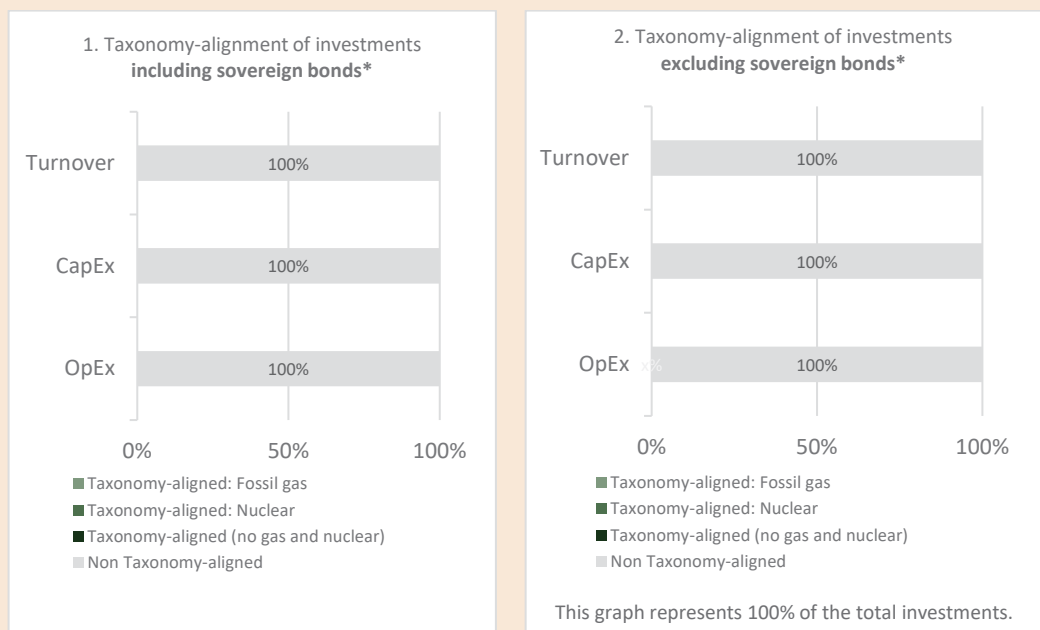 1. Taxonomy-alignment of investments
including sovereign bonds*
Turnover
100%
CapEx
100%
OpEx
100%
0%
50%
100%
Taxonomy-aligned: Fossil gas
Taxonomy-aligned: Nuclear
Taxonomy-aligned (no gas and nuclear)
Non Taxonomy-aligned
2. Taxonomy-alignment of investments
excluding sovereign bonds*
Turnover
100%
CapEx
100%
OpEx
x%
100%
0%
50%
100%
Taxonomy-aligned: Fossil gas
Taxonomy-aligned: Nuclear
Taxonomy-aligned (no gas and nuclear)
Non Taxonomy-aligned
This graph represents 100% of the total investments.